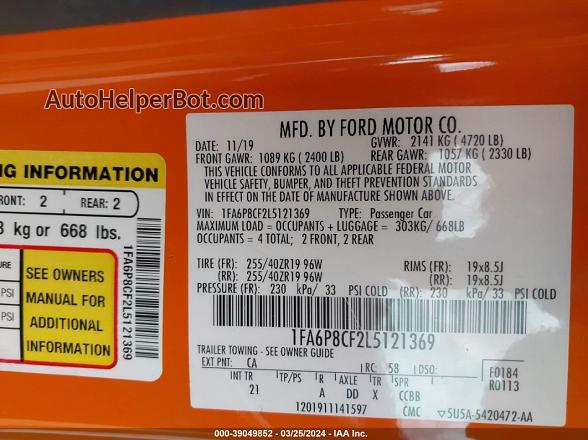 AutoHelperBot.com
NG INFORMATION
RONT: 2 REAR: 2
3 kg or 668 lbs.
URE
PSI
PSI
SEE OWNERS
MANUAL FOR
ADDITIONAL
INFORMATION
1FA6P8CF2L5121369
MFD. BY FORD MOTOR CO.
DATE: 11/19 GVWR: 2141 KG ( 4720 LB)
FRONT GAWR: 1089 KG ( 2400 LB) REAR GAWR: 1057 KG ( 2330 LB)
THIS VEHICLE CONFORMS TO ALL APPLICABLE FEDERAL MOTOR
VEHICLE SAFETY, BUMPER, AND THEFT PREVENTION STANDARDS
IN EFFECT ON THE DATE OF MANUFACTURE SHOWN ABOVE.
VIN: 1FA6P8CF2L5121369 TYPE: Passenger Car
MAXIMUM LOAD = OCCUPANTS + LUGGAGE = 303KG/ 668LB
OCCUPANTS = 4 TOTAL; 2 FRONT, 2 REAR
TIRE (FR): 255/40ZR19 96W RIMS (FR): 19x8.5J
(RR): 255/40ZR19 96W (RR): 19x8.5J
PRESSURE (FR): 230 kPa/ 33 PSI COLD (RR): 230 kPa/ 33 PSI COLD
1FA6P8CF2L5121369
TRAILER TOWING - SEE OWNER GUIDE
EXT PNT: CA RC: 58 DSO: F0184
INT TR TP/PS R AXLE TR SPR R0113
21 A DD X CCBB
1201911141597 CMC 5U5A-5420472-AA
000-39049852 - 03/25/2024 - IAA Inc.